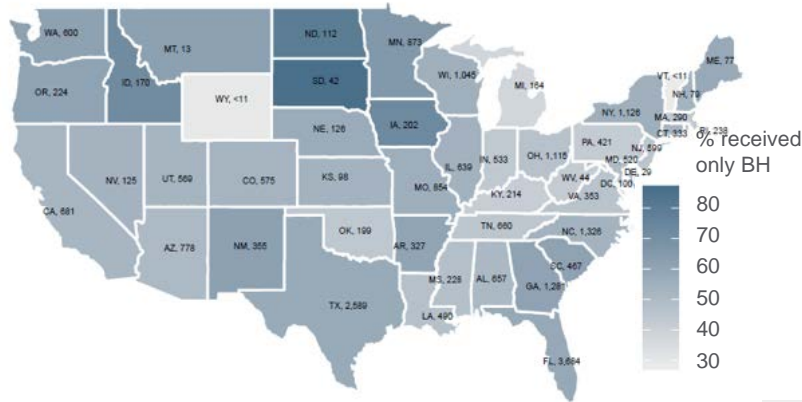 WA, 600
MT, 13
ND, 112
MN, 873
ME, 77
VT, <11
NH, 79
OR, 224
ID, 170
WY, <11
SD, 42
WI, 1,045
MI, 164
NY, 1,126
MA, 290
CT, 333
RI, 238
NE, 126
IA, 202
PA, 421
NJ, 599
NV, 125
UT, 569
CO, 575
KS, 98
MO, 854
IL, 639
IN, 533
OH, 1,115
MD, 520
DE, 29
WV, 44
DC, 100
VA, 353
KY, 214
CA, 681
AZ, 778
NM, 355
OK, 199
AR, 327
TN, 660
NC, 1,326
SC, 467
MS, 228
AL, 657
GA, 1,281
TX, 2,589
LA, 490
FL, 3,684
% received
only BH
80
70
60
50
40
30